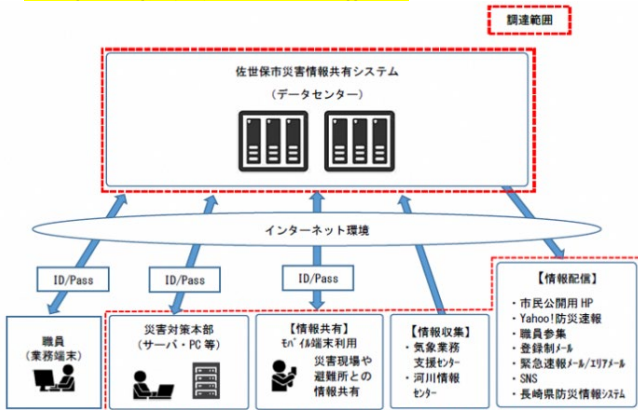 調達範囲
佐世保市災害情報共有システム
(データセンター)
インターネット環境
ID/Pass
ID/Pass
ID/Pass
職員
(業務端末)
災害対策本部
(サーバ・PC 等)
【情報共有】
ﾓﾊﾞｲﾙ端末利用
災害現場や
避難所との
情報共有
【情報収集】
・気象業務
支援ｾﾝﾀｰ
・河川情報
ｾﾝﾀｰ
【情報配信】
・市民公開用 HP
・Yahoo!防災速報
・職員参集
・登録制ﾒｰﾙ
・緊急速報ﾒｰﾙ/ｴﾘｱﾒｰﾙ
・SNS
・長崎県防災情報ｼｽﾃﾑ